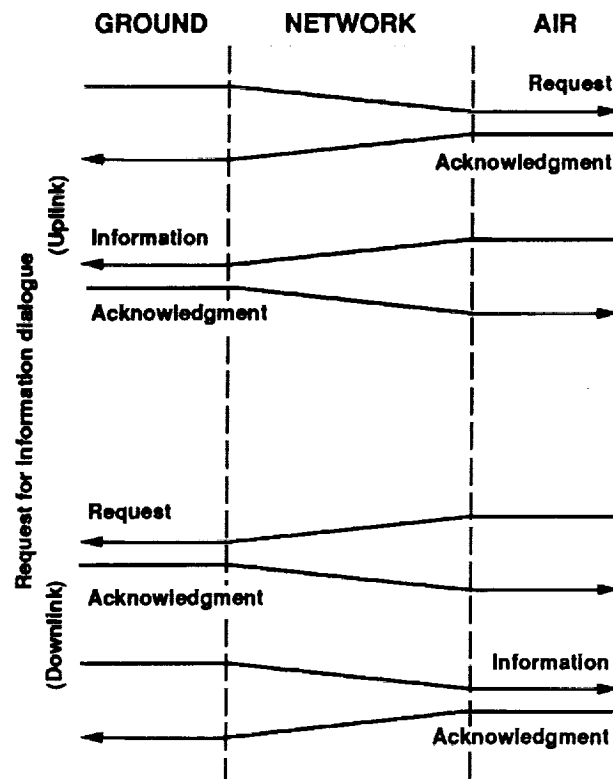 GROUND NETWORK AIR
Request
Acknowledgment
Information
Acknowledgment
Request for Information dialogue
(Uplink)
Request
Acknowledgment
Information
Acknowledgment
(Downlink)